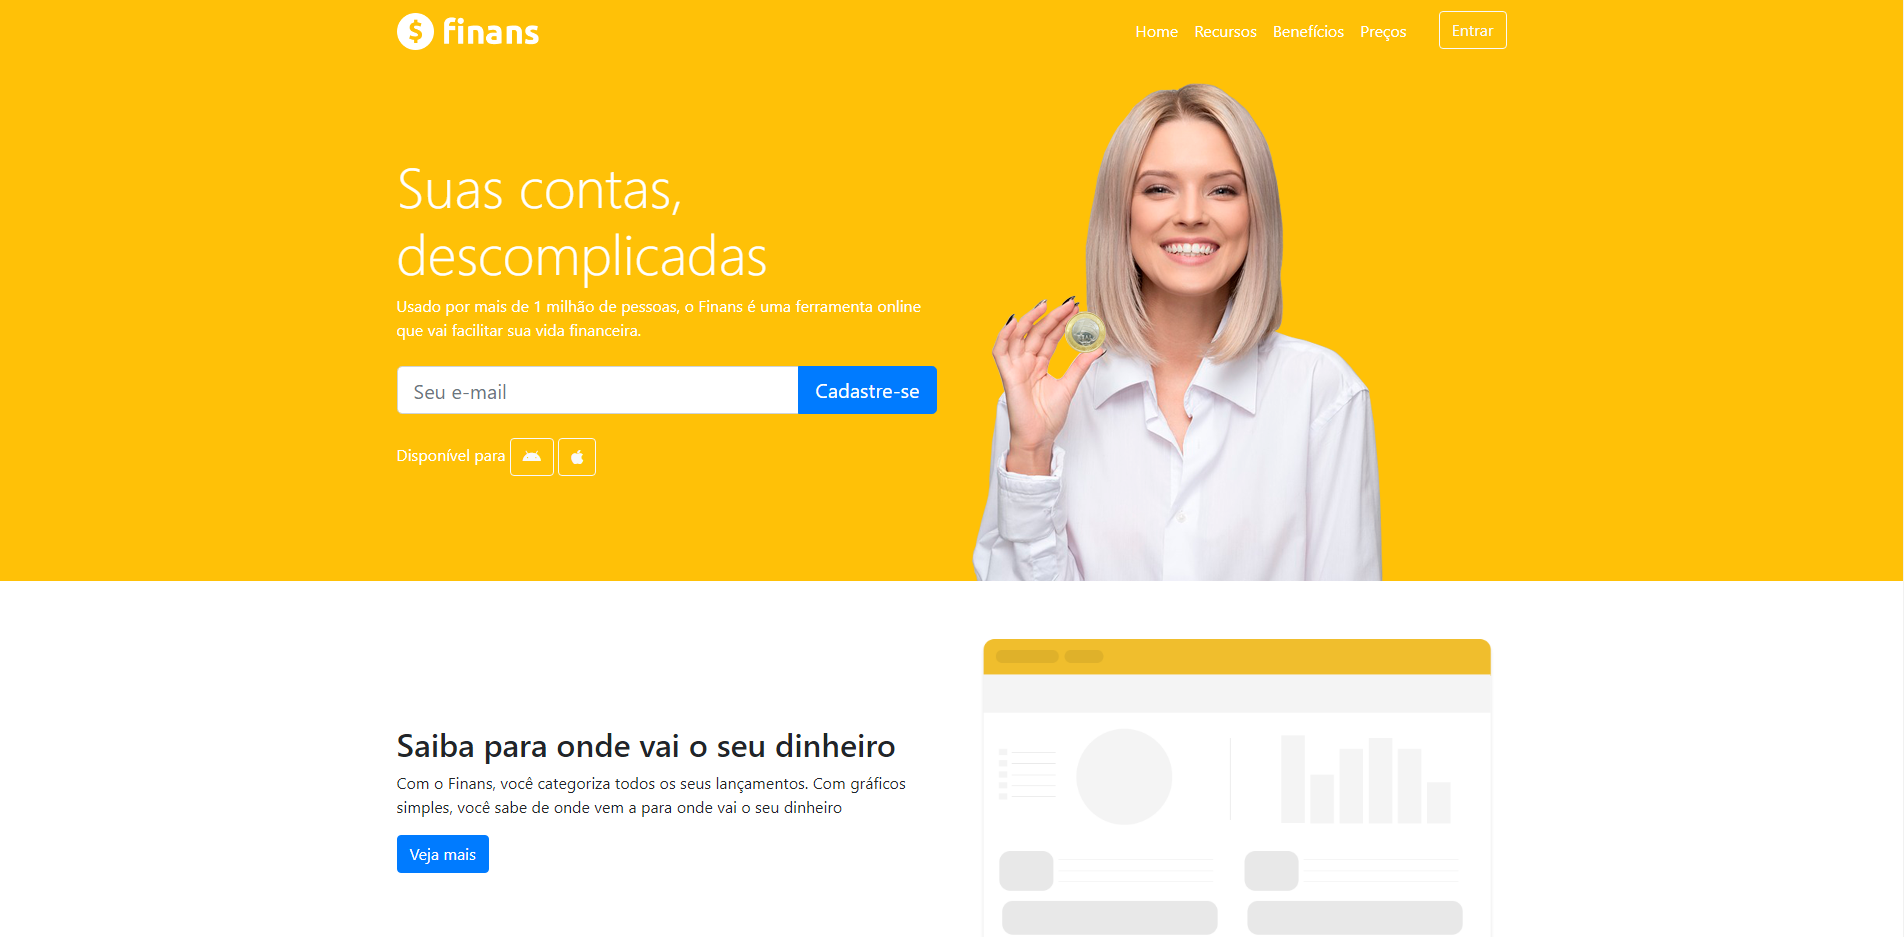 finans
Home Recursos Benefícios Preços Entrar
Suas contas,
descomplicadas
Usado por mais de 1 milhão de pessoas, o Finans é uma ferramenta online
que vai facilitar sua vida financeira.
Seu e-mail Cadastre-se
Disponível para
Saiba para onde vai o seu dinheiro
Com o Finans, você categoriza todos os seus lançamentos. Com gráficos
simples, você sabe de onde vem a para onde vai o seu dinheiro
Veja mais